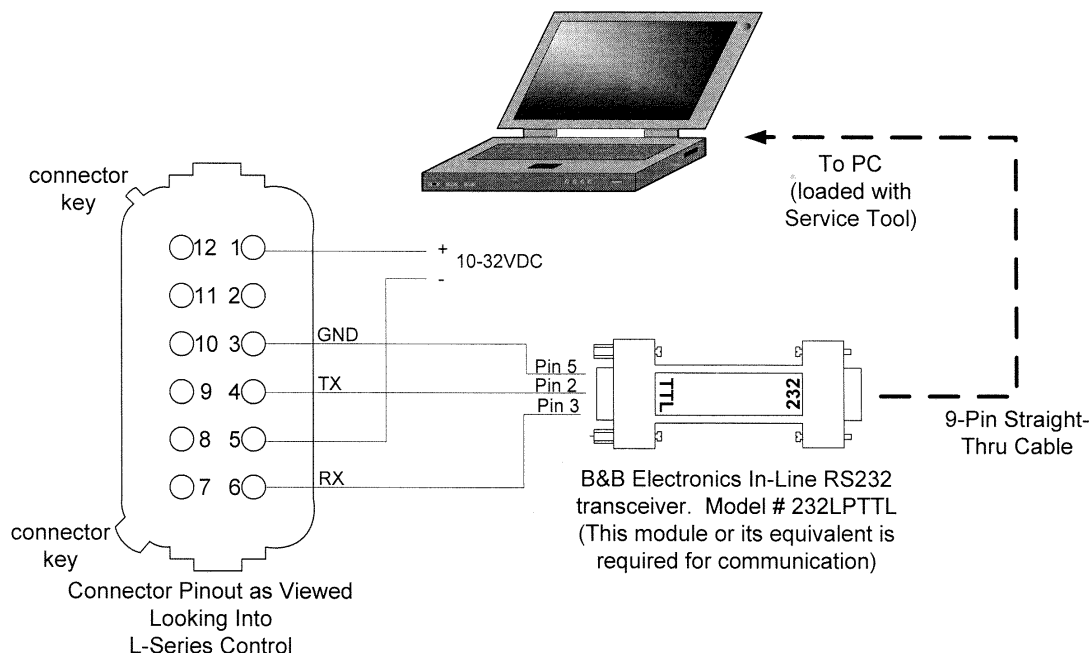 connector
key
12 1
11 2
10 3
9 4
8 5
7 6
+
10-32VDC
-
GND
TX
RX
Pin 5
Pin 2
Pin 3
TTL
232
To PC
(loaded with
Service Tool)
9-Pin Straight-
Thru Cable
B&B Electronics In-Line RS232
transceiver. Model # 232LPTTL
(This module or its equivalent is
required for communication)
connector
key
Connector Pinout as Viewed
Looking Into
L-Series Control